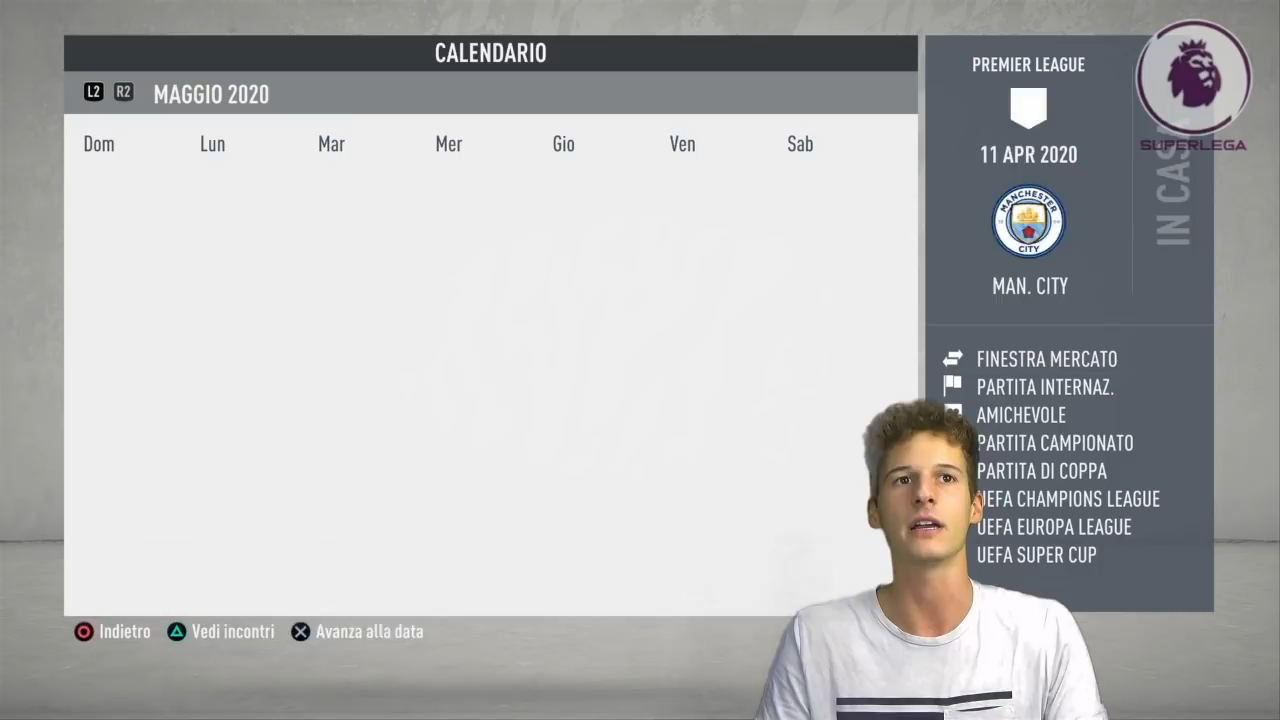 CALENDARIO
L2 R2 MAGGIO 2020
Dom Lun Mar Mer Gio Ven Sab
PREMIER LEAGUE
11 APR 2020
MANCHESTER
CITY
MAN. CITY
IN CASA
SUPERLEGA
FINESTRA MERCATO
PARTITA INTERNAZ.
AMICHEVOLE
PARTITA CAMPIONATO
PARTITA DI COPPA
UEFA CHAMPIONS LEAGUE
UEFA EUROPA LEAGUE
UEFA SUPER CUP
Indietro Vedi incontri Avanza alla data